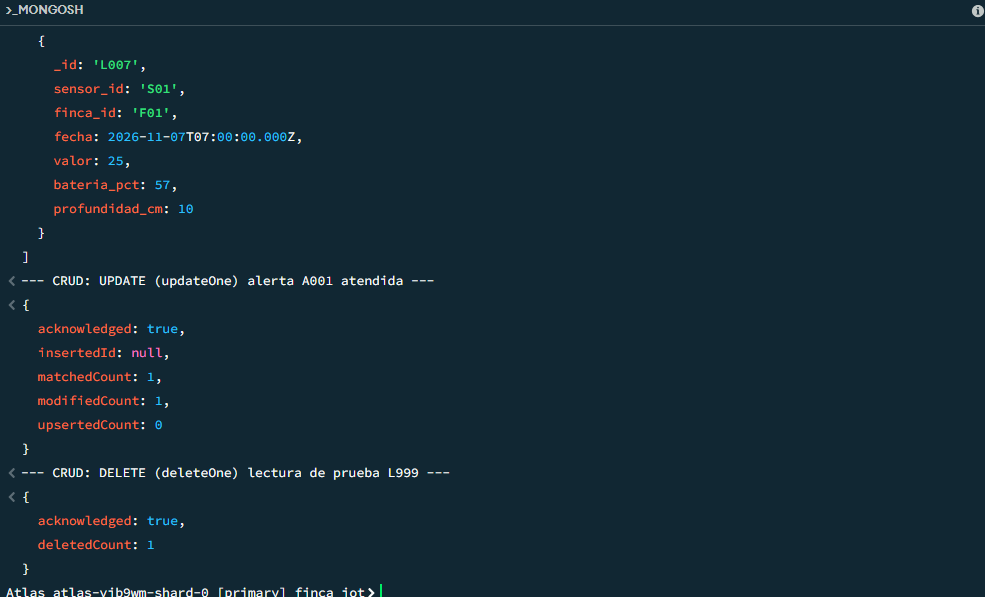 >_MONGOSH
{
_id: 'L007',
sensor_id: 'S01',
finca_id: 'F01',
fecha: 2026-11-07T07:00:00.000Z,
valor: 25,
bateria_pct: 57,
profundidad_cm: 10
}
]
< --- CRUD: UPDATE (updateOne) alerta A001 atendida ---
< {
acknowledged: true,
insertedId: null,
matchedCount: 1,
modifiedCount: 1,
upsertedCount: 0
}
< --- CRUD: DELETE (deleteOne) lectura de prueba L999 ---
< {
acknowledged: true,
deletedCount: 1
}
Atlas atlas-vib9wm-shard-0 [primary] finca_iot>